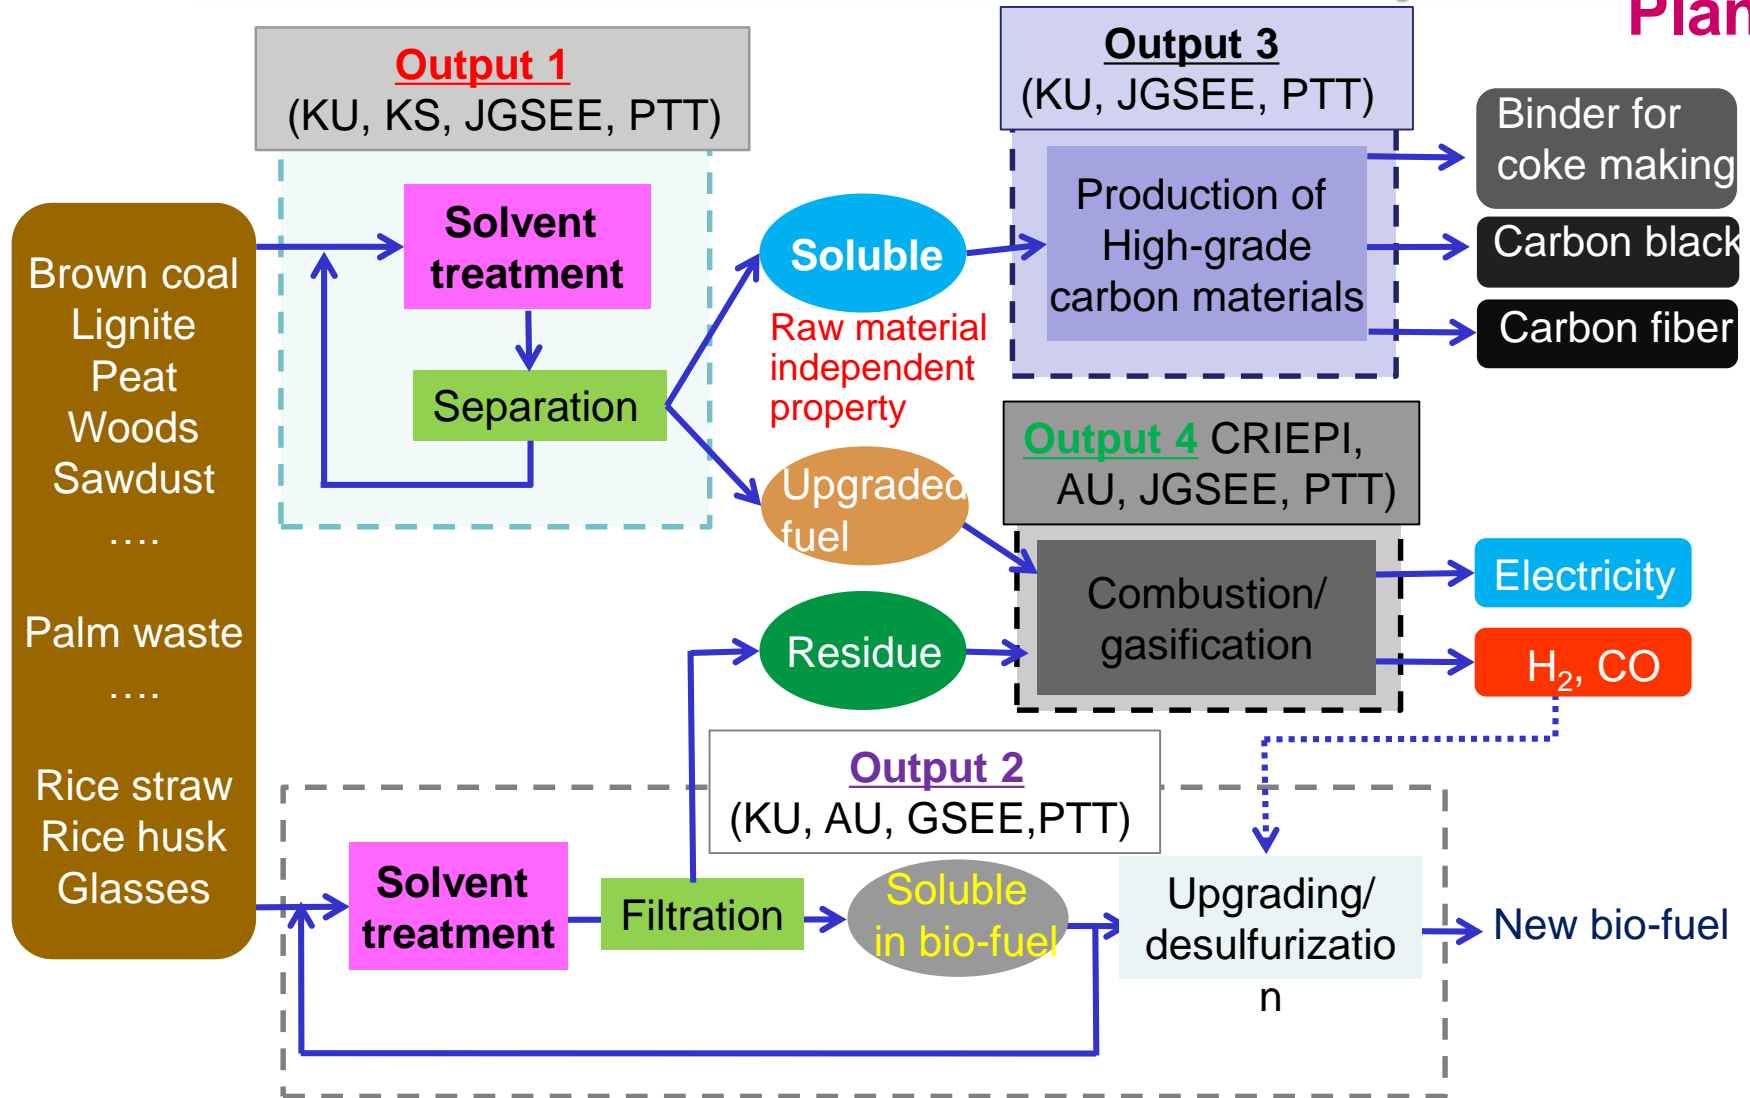 Plan
Output 1
(KU, KS, JGSEE, PTT)
Output 3
(KU, JGSEE, PTT)
Brown coal
Lignite
Peat
Woods
Sawdust
....
Palm waste
....
Rice straw
Rice husk
Glasses
Solvent
treatment
Separation
Soluble
Raw material
independent
property
Upgraded
fuel
Residue
Production of
High-grade
carbon materials
Binder for
coke making
Carbon black
Carbon fiber
Output 4 CRIEPI,
AU, JGSEE, PTT)
Combustion/
gasification
Electricity
H2, CO
Output 2
(KU, AU, GSEE,PTT)
Solvent
treatment
Filtration
Soluble
in bio-fuel
Upgrading/
desulfurizatio
n
New bio-fuel